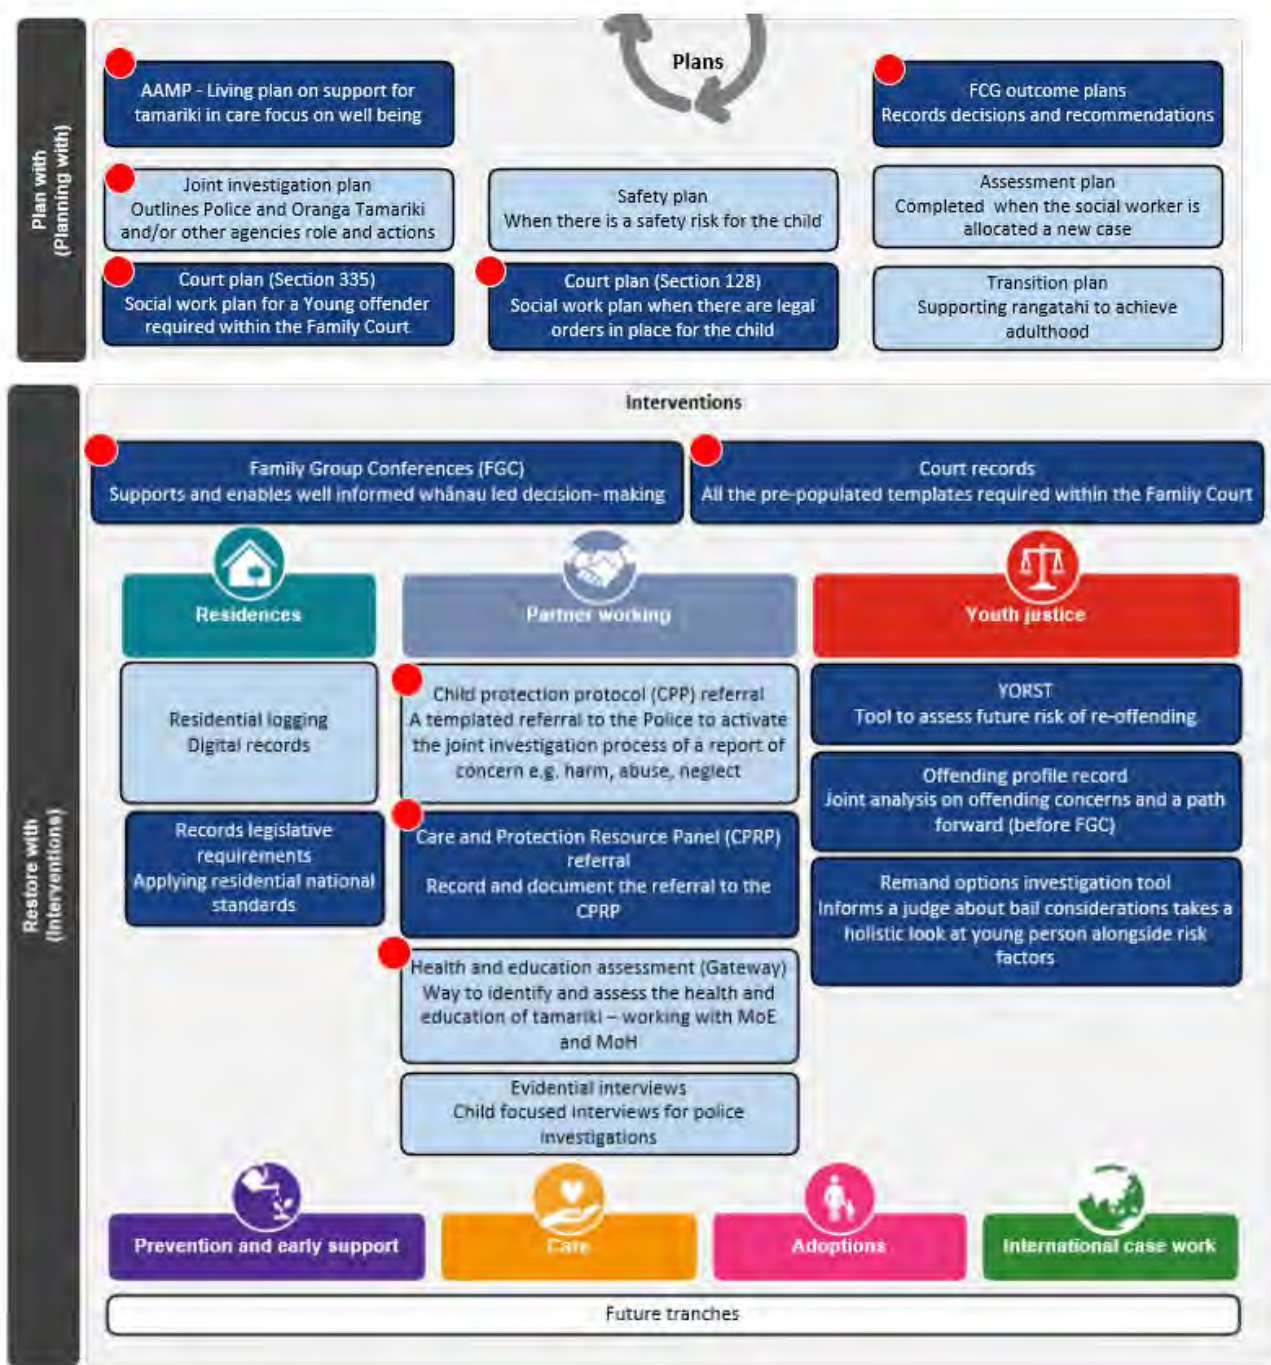 Plan with
(Planning with)
Plans
AAMP - Living plan on support for
tamariki in care focus on well being
FCG outcome plans
Records decisions and recommendations
Joint investigation plan
Outlines Police and Oranga Tamariki
and/or other agencies role and actions
Safety plan
When there is a safety risk for the child
Assessment plan
Completed when the social worker is
allocated a new case
Court plan (Section 335)
Social work plan for a Young offender
required within the Family Court
Court plan (Section 128)
Social work plan when there are legal
orders in place for the child
Transition plan
Supporting rangatahi to achieve
adulthood
Restore with
(Interventions)
Interventions
Family Group Conferences (FGC)
Supports and enables well informed whānau led decision- making
Court records
All the pre-populated templates required within the Family Court
Residences
Residential logging
Digital records
Records legislative
requirements
Applying residential national
standards
Partner working
Child protection protocol (CPP) referral
A templated referral to the Police to activate
the joint investigation process of a report of
concern e.g. harm, abuse, neglect
Care and Protection Resource Panel (CPRP)
referral
Record and document the referral to the
CPRP
Health and education assessment (Gateway)
Way to identify and assess the health and
education of tamariki – working with MoE
and MoH
Evidential interviews
Child focused interviews for police
investigations
Youth justice
YORST
Tool to assess future risk of re-offending
Offending profile record
Joint analysis on offending concerns and a path
forward (before FGC)
Remand options investigation tool
Informs a judge about bail considerations takes a
holistic look at young person alongside risk
factors
Prevention and early support
Care
Adoptions
International case work
Future tranches